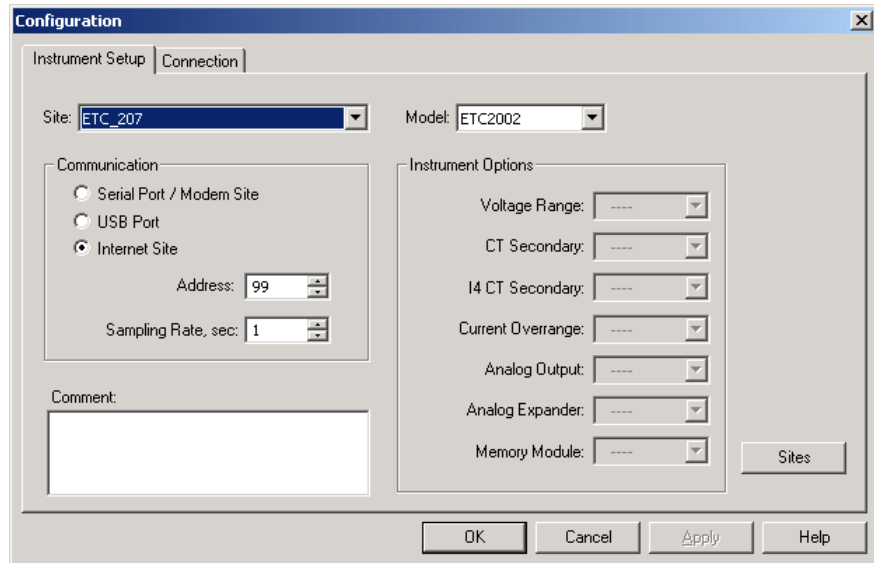 Configuration
Instrument Setup
Connection
Site: ETC_207
Model: ETC2002
Communication
Serial Port / Modem Site
USB Port
Internet Site
Address: 99
Sampling Rate, sec: 1
Comment:
Instrument Options
Voltage Range: ----
CT Secondary: ----
I4 CT Secondary: ----
Current Overrange: ----
Analog Output: ----
Analog Expander: ----
Memory Module: ----
Sites
OK
Cancel
Apply
Help